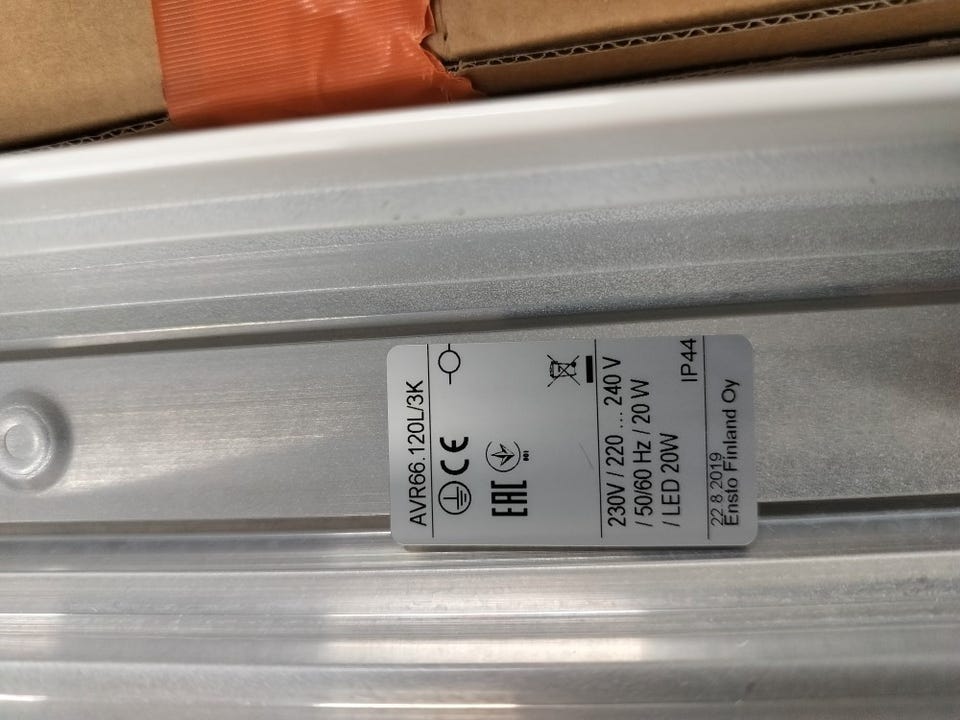 AVR66.120L/3K
CE
EAC
001
230V / 220 ... 240 V
/ 50/60 Hz / 20 W
/ LED 20W
IP44
22 8 2019
Ensto Finland Oy